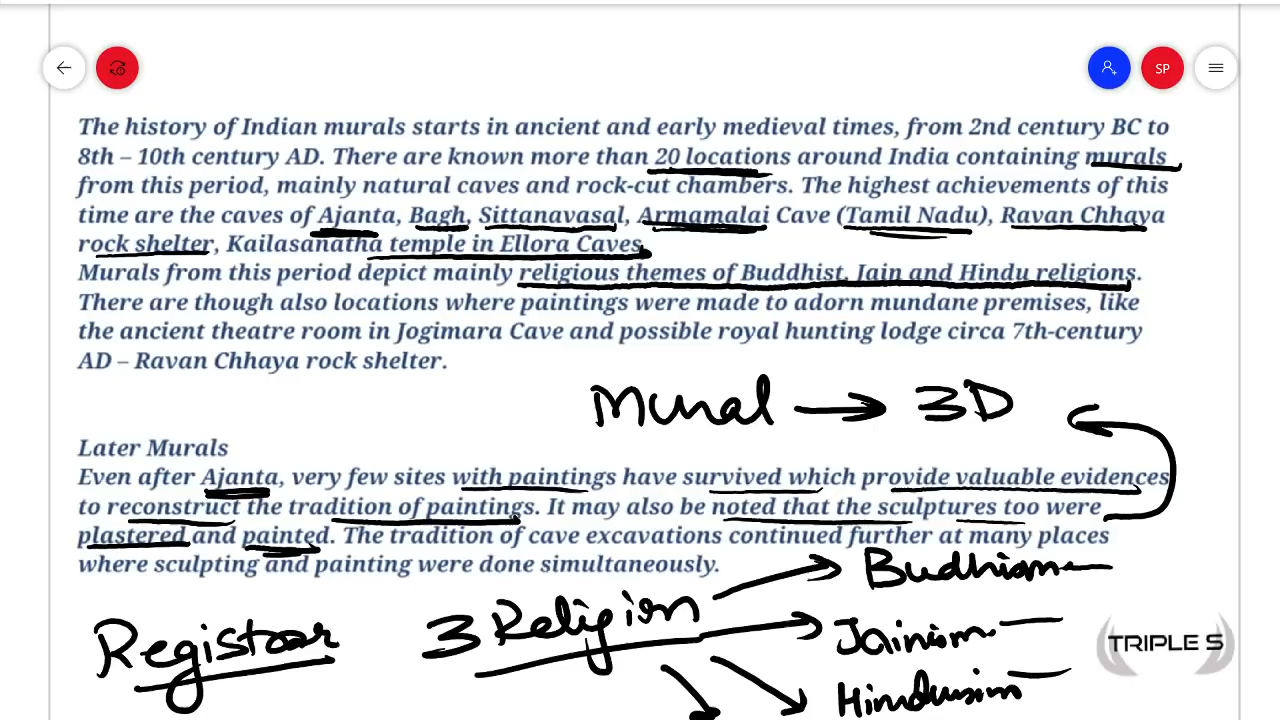 SP
The history of Indian murals starts in ancient and early medieval times, from 2nd century BC to
8th – 10th century AD. There are known more than 20 locations around India containing murals
from this period, mainly natural caves and rock-cut chambers. The highest achievements of this
time are the caves of Ajanta, Bagh, Sittanavasal, Armamalai Cave (Tamil Nadu), Ravan Chhaya
rock shelter, Kailasanatha temple in Ellora Caves.
Murals from this period depict mainly religious themes of Buddhist, Jain and Hindu religions.
There are though also locations where paintings were made to adorn mundane premises, like
the ancient theatre room in Jogimara Cave and possible royal hunting lodge circa 7th-century
AD – Ravan Chhaya rock shelter.
Mural → 3D
Later Murals
Even after Ajanta, very few sites with paintings have survived which provide valuable evidences
to reconstruct the tradition of paintings. It may also be noted that the sculptures too were
plastered and painted. The tradition of cave excavations continued further at many places
where sculpting and painting were done simultaneously.
Budhism
Registrar 3 Religion
Jainism
TRIPLE S
Hinduism